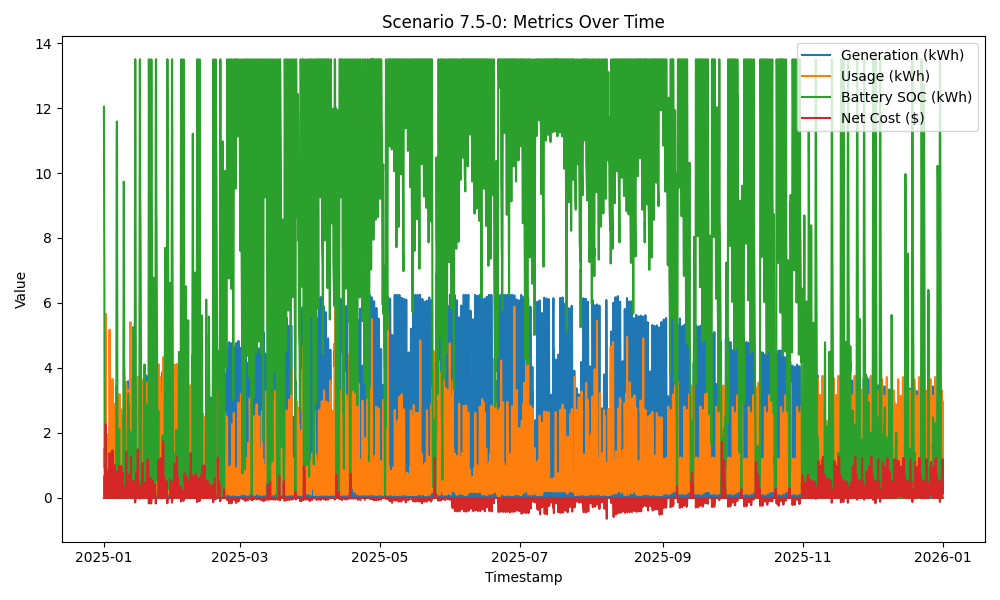 Scenario 7.5-0: Metrics Over Time
Generation (kWh)
Usage (kWh)
Battery SOC (kWh)
Net Cost ($)
Value
14
12
10
8
6
4
2
0
2025-01
2025-03
2025-05
2025-07
2025-09
2025-11
2026-01
Timestamp